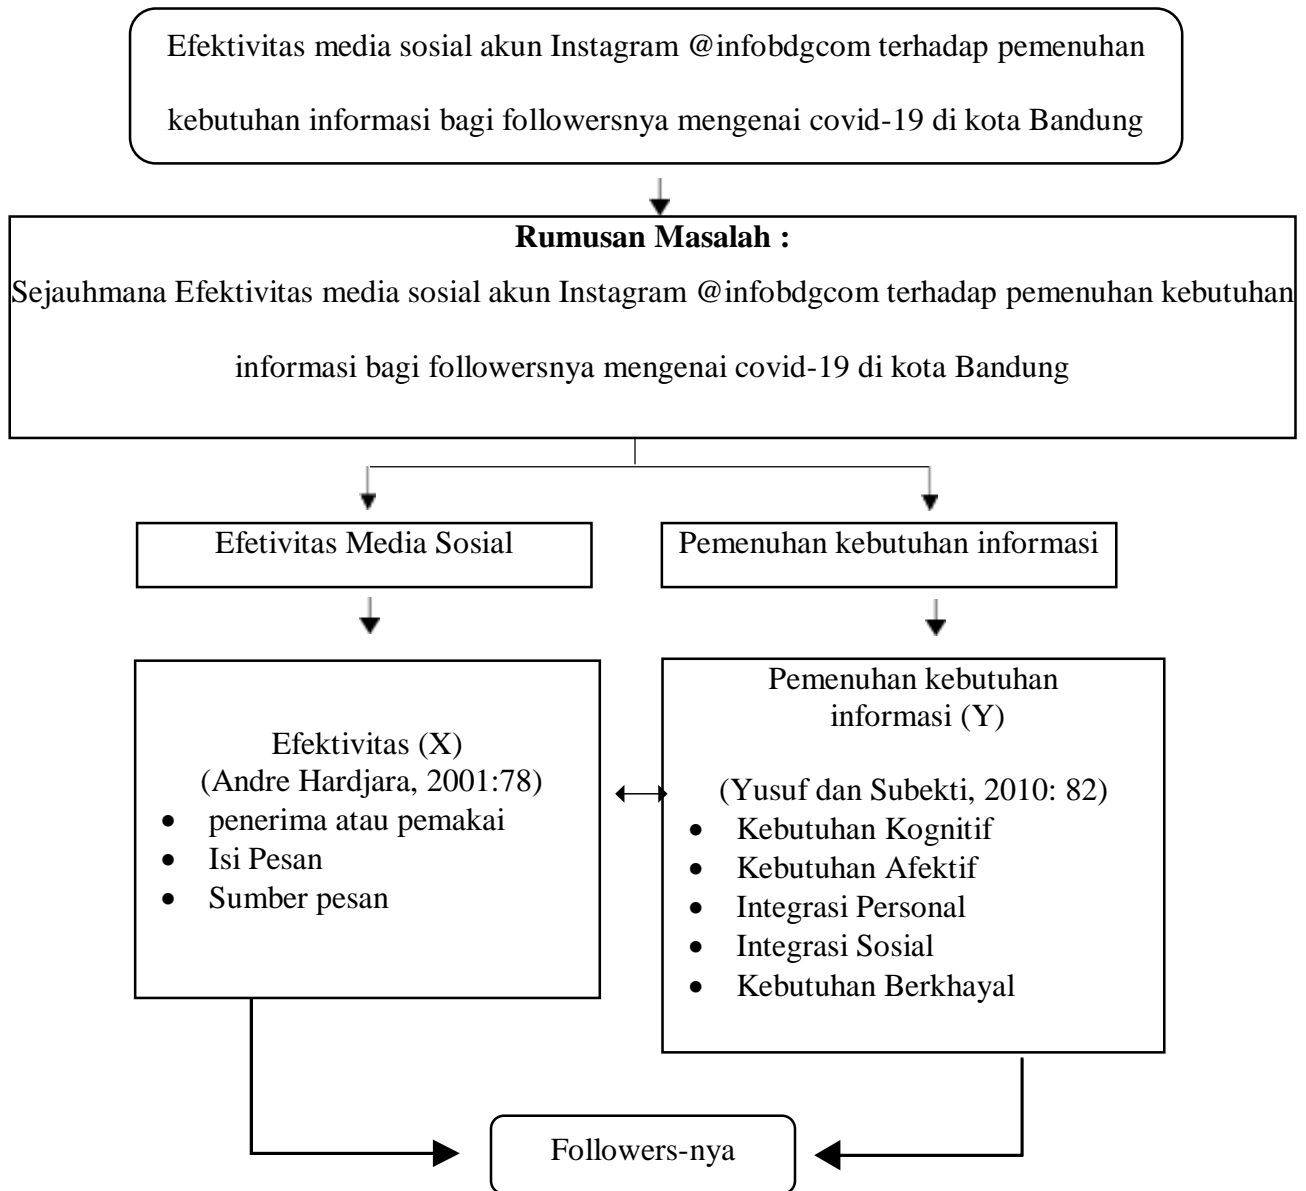 Efektivitas media sosial akun Instagram @infobdgcom terhadap pemenuhan
kebutuhan informasi bagi followersnya mengenai covid-19 di kota Bandung
Rumusan Masalah :
Sejauhmana Efektivitas media sosial akun Instagram @infobdgcom terhadap pemenuhan kebutuhan
informasi bagi followersnya mengenai covid-19 di kota Bandung
Efetivitas Media Sosial
Pemenuhan kebutuhan informasi
Efektivitas (X)
(Andre Hardjara, 2001:78)
• penerima atau pemakai
• Isi Pesan
• Sumber pesan
Pemenuhan kebutuhan
informasi (Y)
(Yusuf dan Subekti, 2010: 82)
• Kebutuhan Kognitif
• Kebutuhan Afektif
• Integrasi Personal
• Integrasi Sosial
• Kebutuhan Berkhayal
Followers-nya